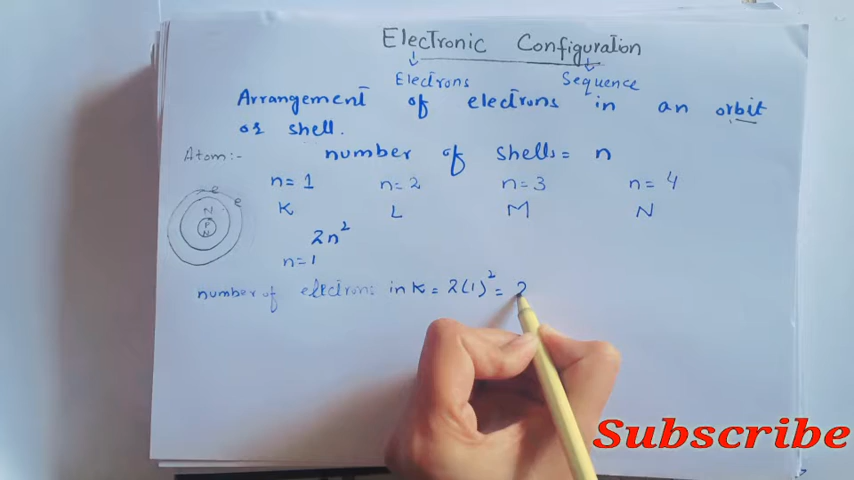 Electronic Configuration
Electrons Sequence
Arrangement of electrons in an orbit
or shell.
Atom:- number of shells = n
n=1 n=2 n=3 n=4
K L M N
e e
N
P
N
2n²
n=1
number of electrons in K = 2(1)² = 2
Subscribe